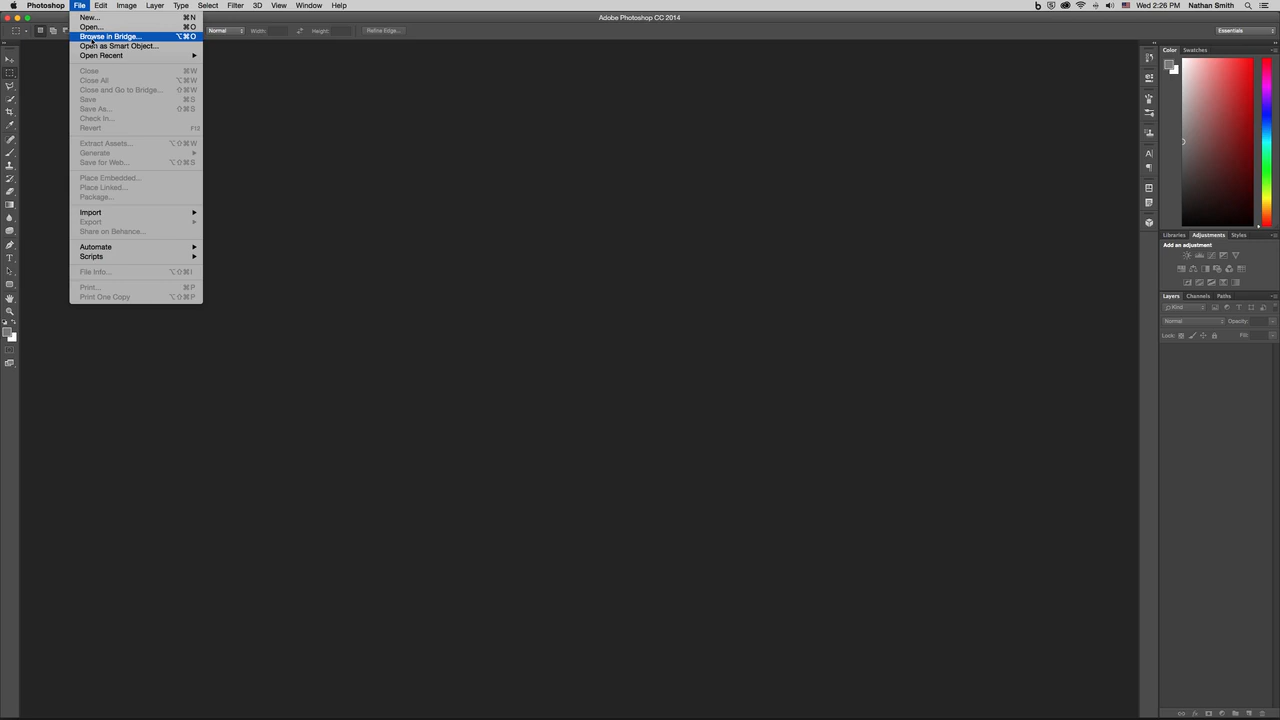 Photoshop File Edit Image Layer Type Select Filter 3D View Window Help Wed 2:26 PM Nathan Smith
Adobe Photoshop CC 2014
Normal Width: Height: Refine Edge... Essentials
New... ⌘N
Open... ⌘O
Browse in Bridge... ⌥⌘O
Open as Smart Object...
Open Recent
Close ⌘W
Close All ⌥⌘W
Close and Go to Bridge... ⇧⌘W
Save ⌘S
Save As... ⇧⌘S
Check In...
Revert F12
Extract Assets... ⌥⇧⌘W
Generate
Save for Web... ⌥⇧⌘S
Place Embedded...
Place Linked...
Package...
Import
Export
Share on Behance...
Automate
Scripts
File Info... ⌥⇧⌘I
Print... ⌘P
Print One Copy ⌥⇧⌘P
Color Swatches
Libraries Adjustments Styles
Add an adjustment
Layers Channels Paths
Kind
Normal Opacity:
Lock: Fill: